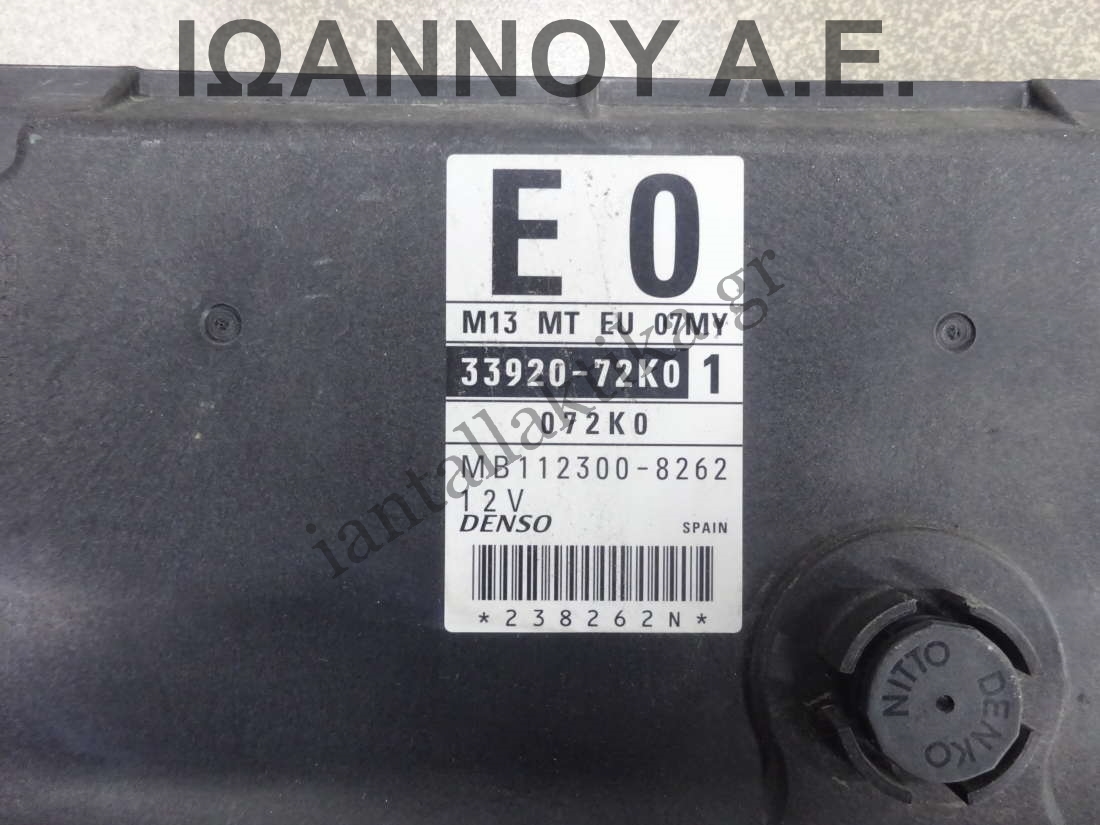 ΙΩΑΝΝΟΥ Α.Ε.
E 0
M13 MT EU 07MY
33920-72K0 1
072K0
MB112300-8262
12V
DENSO SPAIN
*238262N*
iantallaktika.gr
NITTO DENKO